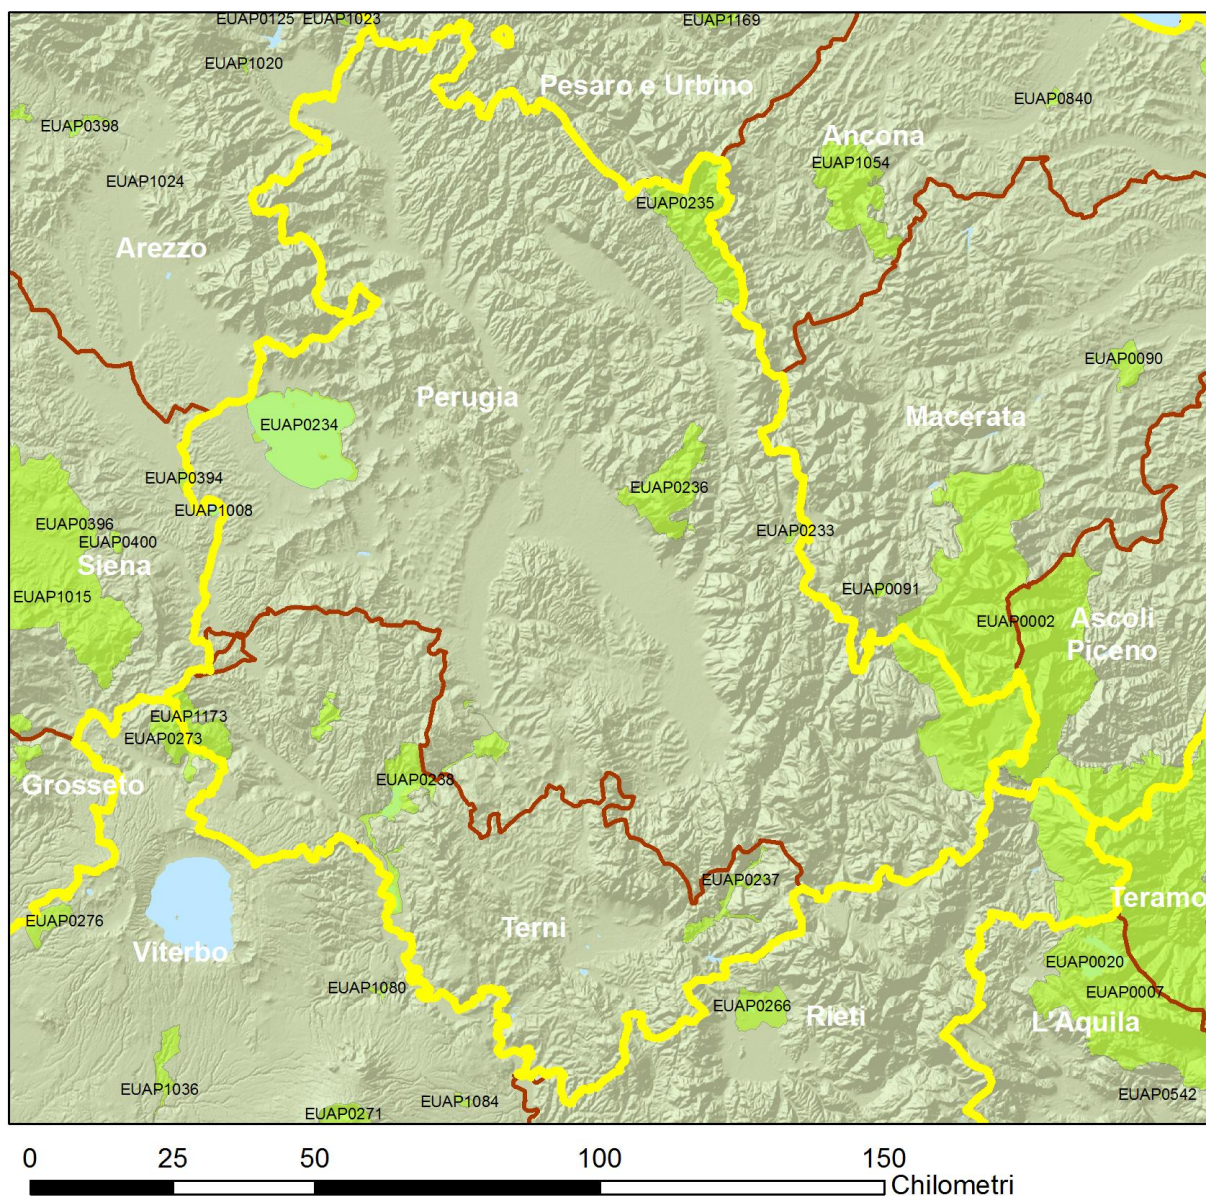 EUAP0125
EUAP1023
EUAP1169
EUAP1020
Pesaro e Urbino
EUAP0840
EUAP0398
Ancona
EUAP1054
EUAP1024
EUAP0235
Arezzo
EUAP0090
Perugia
Macerata
EUAP0234
EUAP0394
EUAP0236
EUAP1008
EUAP0396
EUAP0233
EUAP0400
Siena
EUAP0091
EUAP1015
EUAP0002
Ascoli
Piceno
EUAP1173
EUAP0273
EUAP0238
Grosseto
EUAP0237
Teramo
EUAP0276
Terni
Viterbo
EUAP0020
EUAP1080
EUAP0007
EUAP0266
Rieti
L'Aquila
EUAP1036
EUAP0542
EUAP1084
EUAP0271
0 25 50 100 150
Chilometri